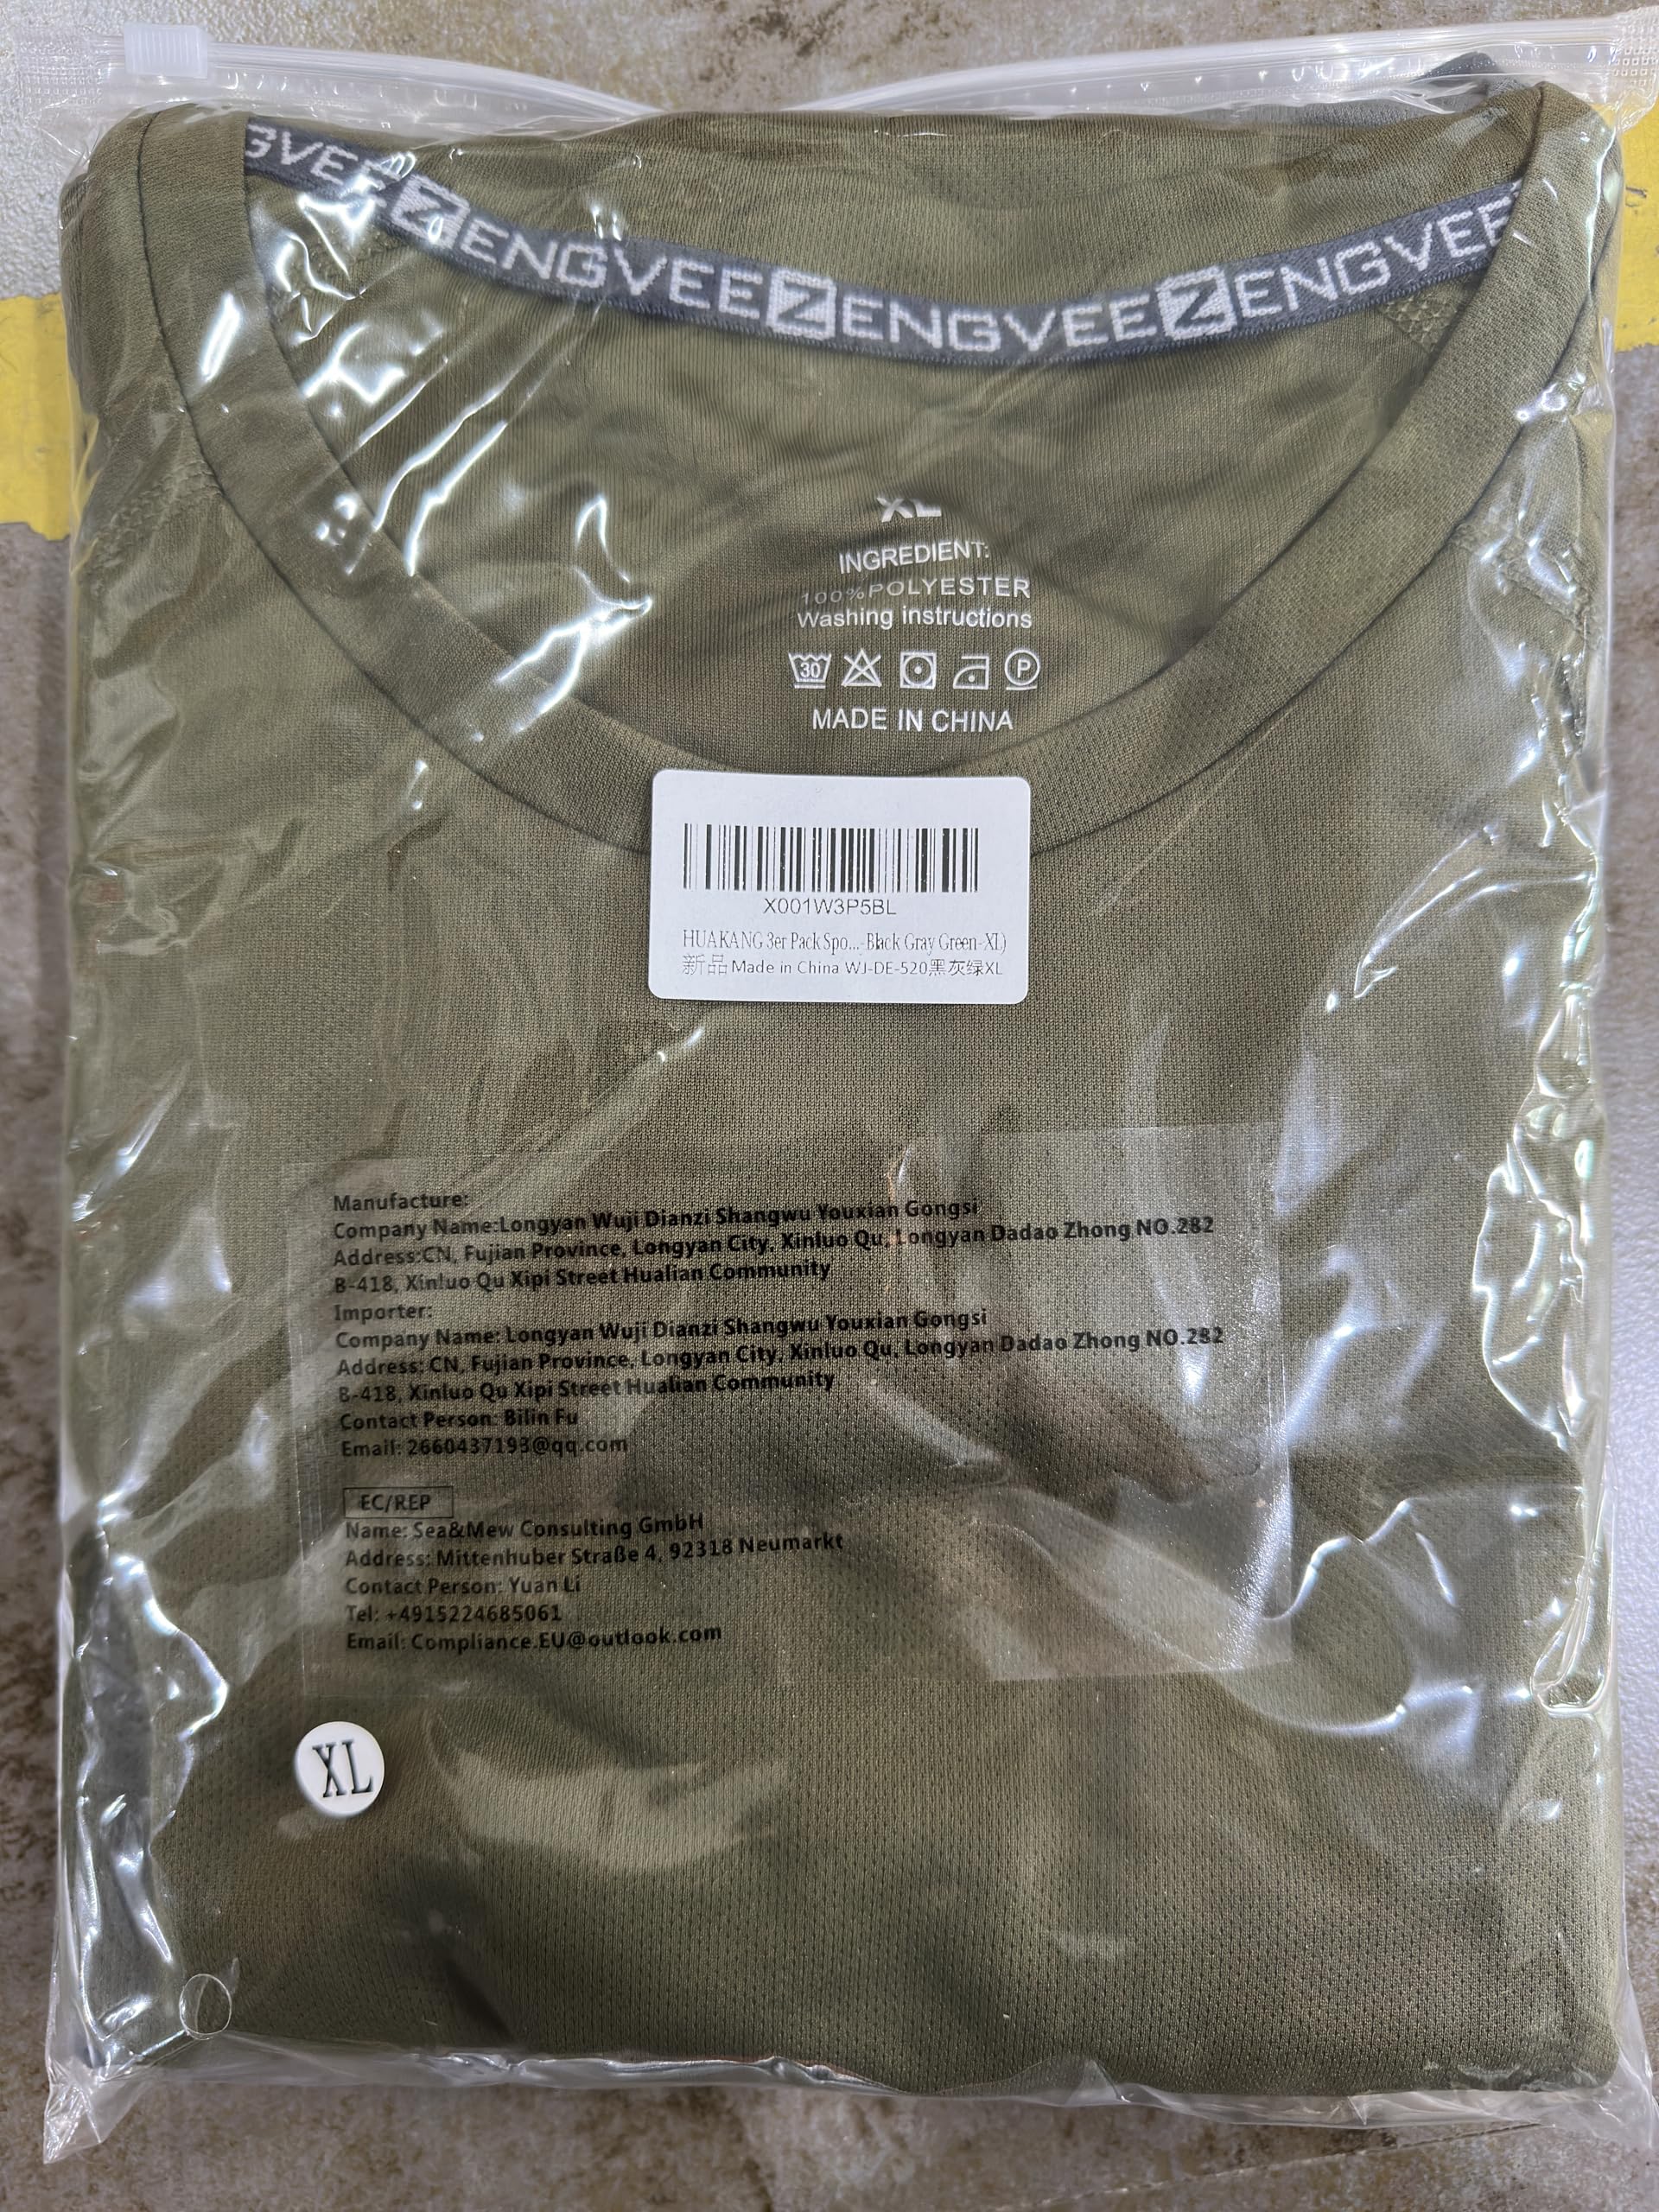 GVEE ZENGVEE ZENGVEE ZENGVEE
XL
INGREDIENT:
100%POLYESTER
Washing instructions
30 P
MADE IN CHINA
X001W3P5BL
HUAKANG 3er Pack Spo...-Black Gray Green-XL)
新品Made in China WJ-DE-520黑灰绿XL
Manufacture:
Company Name:Longyan Wuji Dianzi Shangwu Youxian Gongsi
Address:CN, Fujian Province, Longyan City, Xinluo Qu, Longyan Dadao Zhong NO.282
B-418, Xinluo Qu Xipi Street Hualian Community
Importer:
Company Name: Longyan Wuji Dianzi Shangwu Youxian Gongsi
Address: CN, Fujian Province, Longyan City, Xinluo Qu, Longyan Dadao Zhong NO.282
B-418, Xinluo Qu Xipi Street Hualian Community
Contact Person: Bilin Fu
Email: 2660437193@qq.com
EC/REP
Name: Sea&Mew Consulting GmbH
Address: Mittenhuber Straße 4, 92318 Neumarkt
Contact Person: Yuan Li
Tel: +4915224685061
Email: Compliance.EU@outlook.com
XL